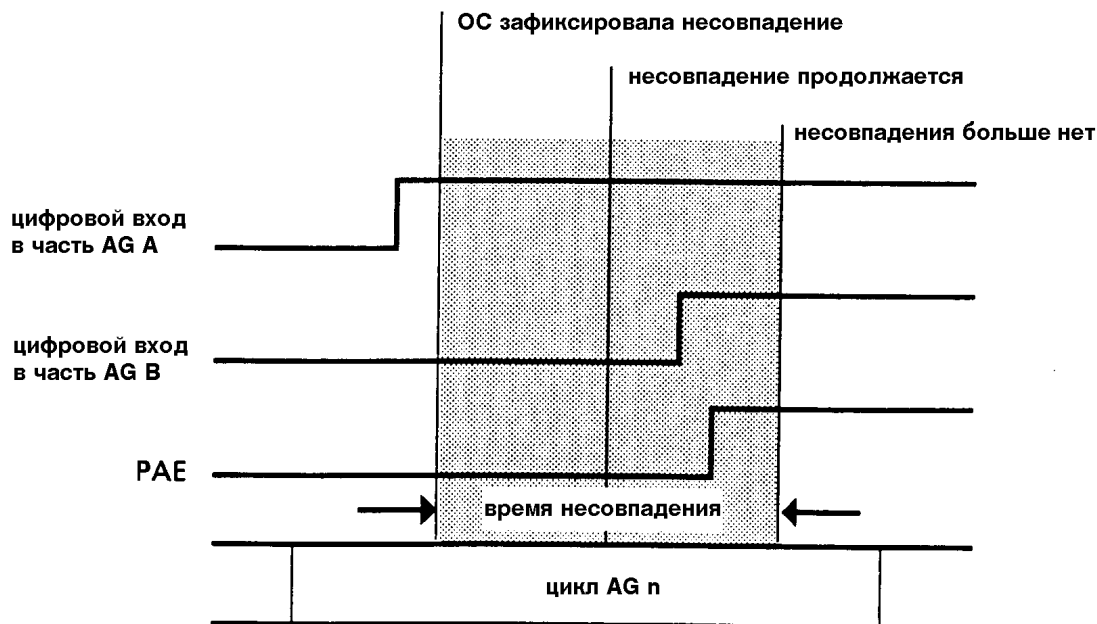 ОС зафиксировала несовпадение
несовпадение продолжается
несовпадения больше нет
цифровой вход
в часть AG A
цифровой вход
в часть AG B
PAE
время несовпадения
цикл AG n